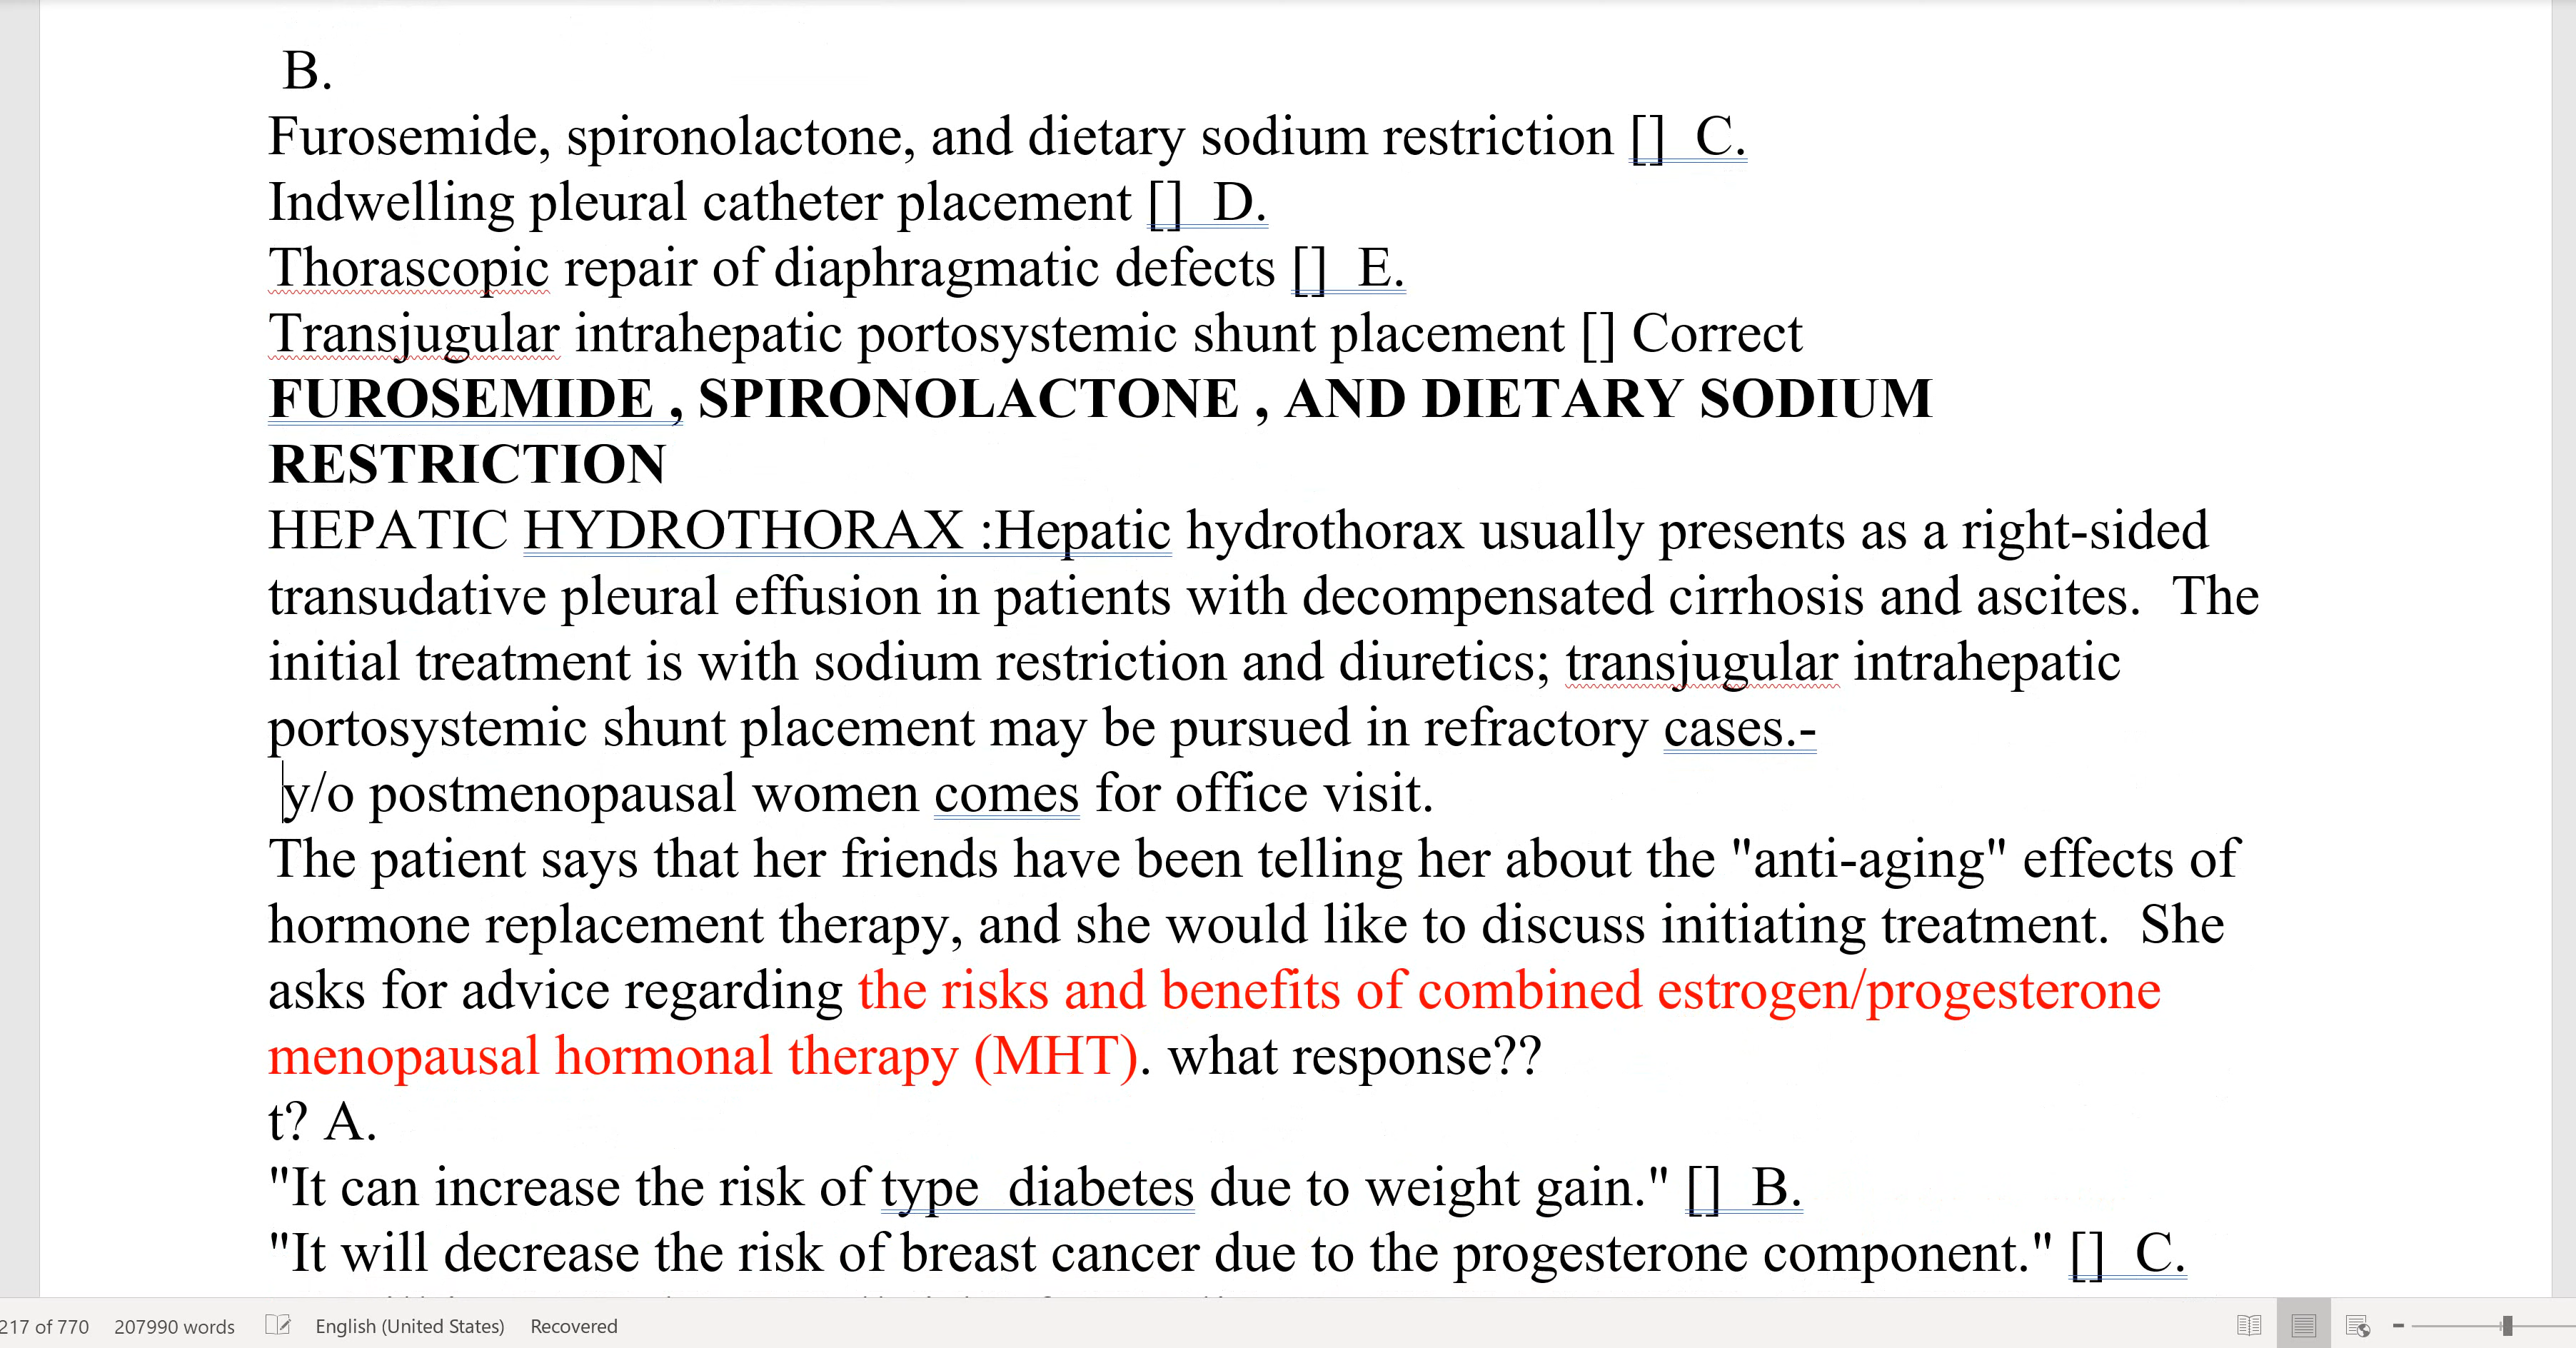 B.
Furosemide, spironolactone, and dietary sodium restriction [] C.
Indwelling pleural catheter placement [] D.
Thorascopic repair of diaphragmatic defects [] E.
Transjugular intrahepatic portosystemic shunt placement [] Correct
FUROSEMIDE , SPIRONOLACTONE , AND DIETARY SODIUM
RESTRICTION
HEPATIC HYDROTHORAX :Hepatic hydrothorax usually presents as a right-sided
transudative pleural effusion in patients with decompensated cirrhosis and ascites.  The
initial treatment is with sodium restriction and diuretics; transjugular intrahepatic
portosystemic shunt placement may be pursued in refractory cases.-
y/o postmenopausal women comes for office visit.
The patient says that her friends have been telling her about the "anti-aging" effects of
hormone replacement therapy, and she would like to discuss initiating treatment.  She
asks for advice regarding the risks and benefits of combined estrogen/progesterone
menopausal hormonal therapy (MHT). what response??
t? A.
"It can increase the risk of type  diabetes due to weight gain." [] B.
"It will decrease the risk of breast cancer due to the progesterone component." [] C.
217 of 770 207990 words English (United States) Recovered